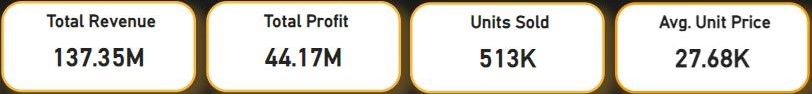 Total Revenue
137.35M
Total Profit
44.17M
Units Sold
513K
Avg. Unit Price
27.68K